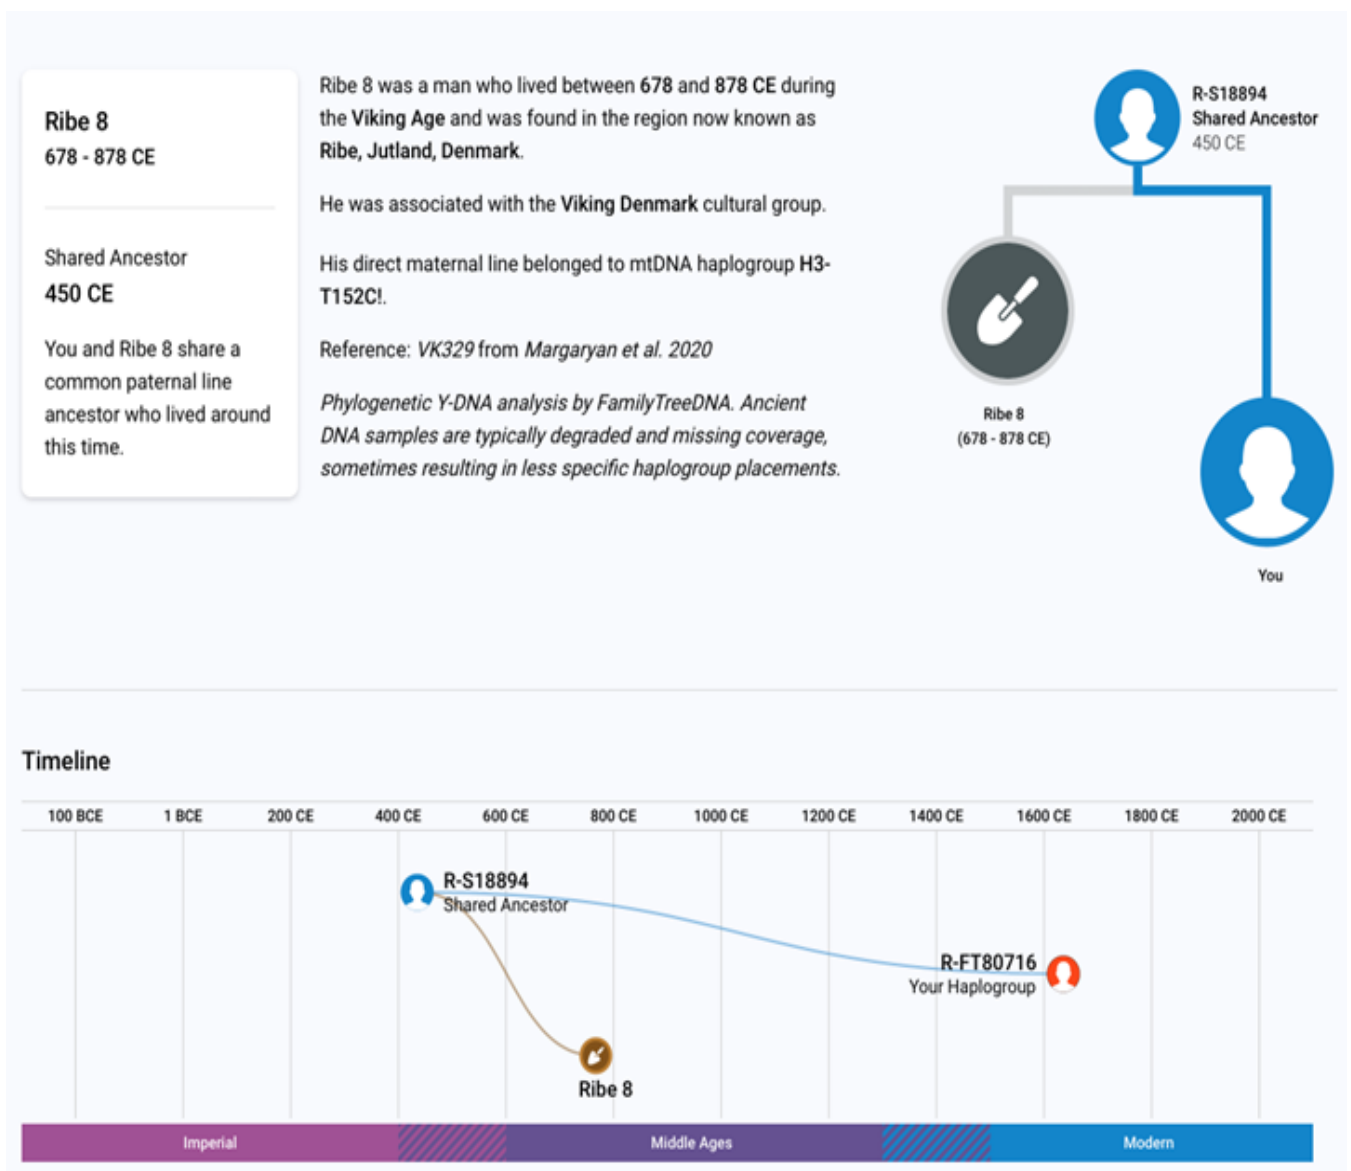 Ribe 8
678 - 878 CE
Shared Ancestor
450 CE
You and Ribe 8 share a
common paternal line
ancestor who lived around
this time.
Ribe 8 was a man who lived between 678 and 878 CE during
the Viking Age and was found in the region now known as
Ribe, Jutland, Denmark.
He was associated with the Viking Denmark cultural group.
His direct maternal line belonged to mtDNA haplogroup H3-
T152C!.
Reference: VK329 from Margaryan et al. 2020
Phylogenetic Y-DNA analysis by FamilyTreeDNA. Ancient
DNA samples are typically degraded and missing coverage,
sometimes resulting in less specific haplogroup placements.
R-S18894
Shared Ancestor
450 CE
Ribe 8
(678 - 878 CE)
You
Timeline
100 BCE 1 BCE 200 CE 400 CE 600 CE 800 CE 1000 CE 1200 CE 1400 CE 1600 CE 1800 CE 2000 CE
R-S18894
Shared Ancestor
R-FT80716
Your Haplogroup
Ribe 8
Imperial Middle Ages Modern